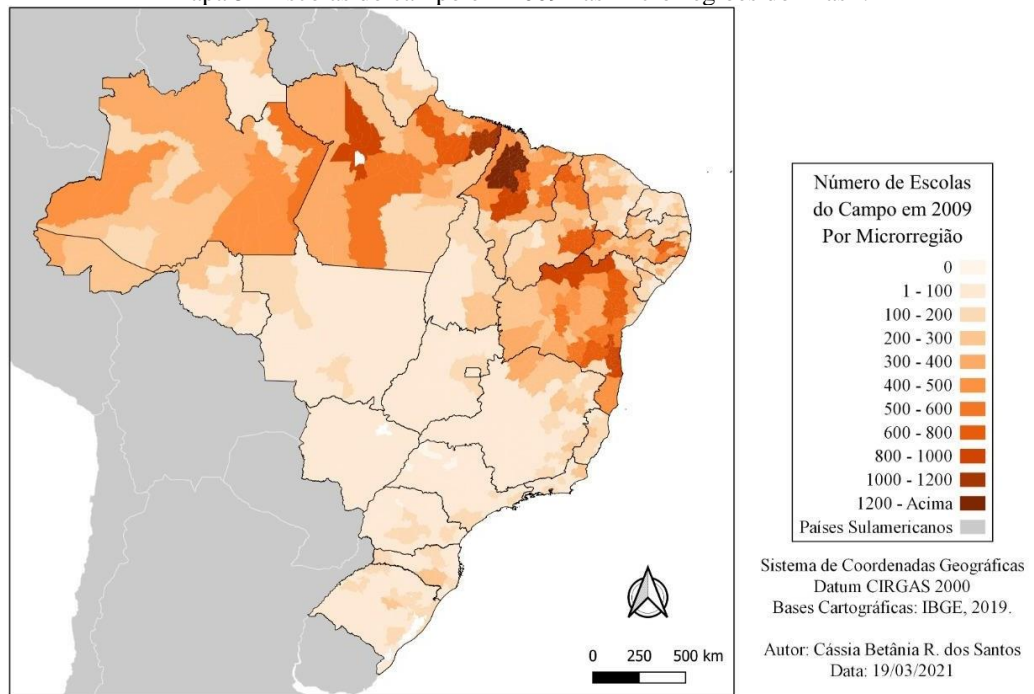 Número de Escolas
do Campo em 2009
Por Microrregião
0
1 - 100
100 - 200
200 - 300
300 - 400
400 - 500
500 - 600
600 - 800
800 - 1000
1000 - 1200
1200 - Acima
Países Sulamericanos
Sistema de Coordenadas Geográficas
Datum CIRGAS 2000
Bases Cartográficas: IBGE, 2019.
Autor: Cássia Betânia R. dos Santos
Data: 19/03/2021
0 250 500 km